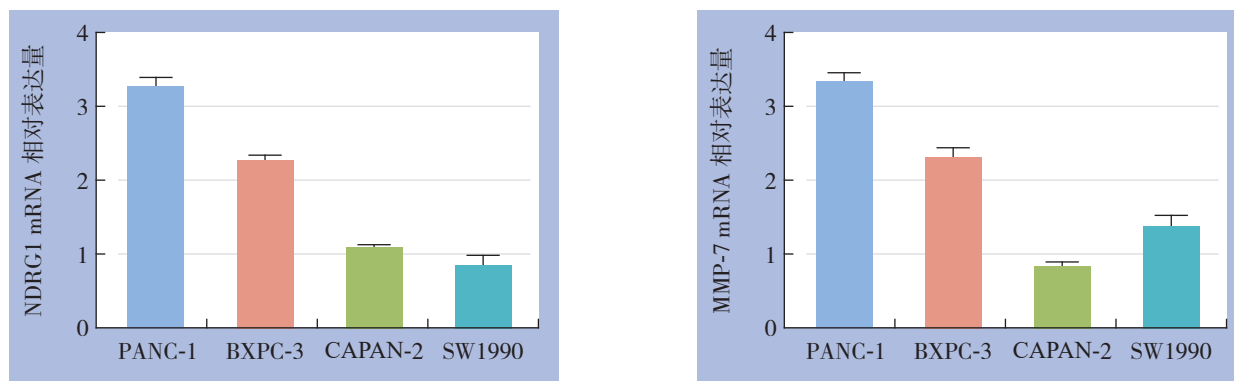 NDRG1 mRNA 相对表达量
4
3
2
1
0
PANC-1 BXPC-3 CAPAN-2 SW1990
MMP-7 mRNA 相对表达量
4
3
2
1
0
PANC-1 BXPC-3 CAPAN-2 SW1990